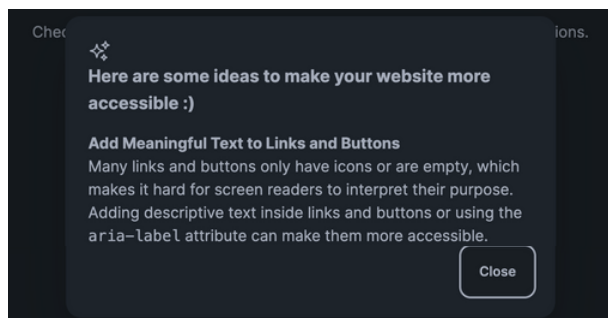 Chec
ions.
Here are some ideas to make your website more
accessible :)
Add Meaningful Text to Links and Buttons
Many links and buttons only have icons or are empty, which
makes it hard for screen readers to interpret their purpose.
Adding descriptive text inside links and buttons or using the
aria-label attribute can make them more accessible.
Close